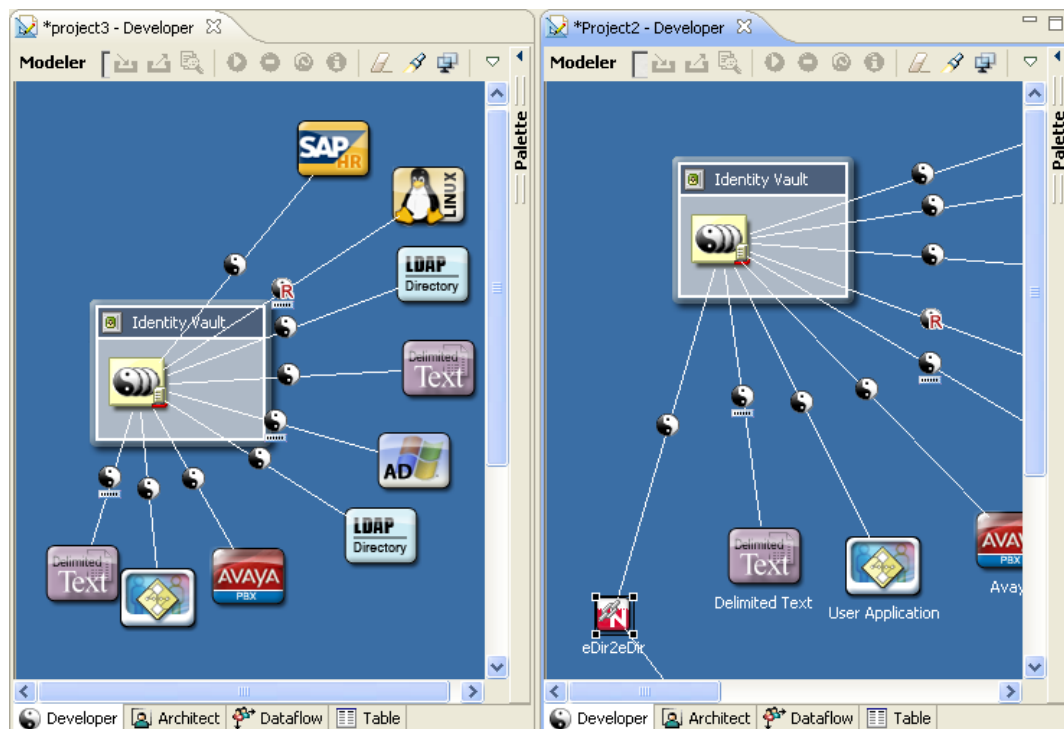 *project3 - Developer
Modeler
Palette
SAP
HR
LINUX
LDAP
Directory
Identity Vault
R
Delimited
Text
AD
LDAP
Directory
Delimited
Text
AVAYA
PBX
Developer
Architect
Dataflow
Table
*Project2 - Developer
Modeler
Palette
Identity Vault
R
Delimited
Text
Delimited Text
User Application
AVAY
PBX
Avay
N
eDir2eDir
Developer
Architect
Dataflow
Table